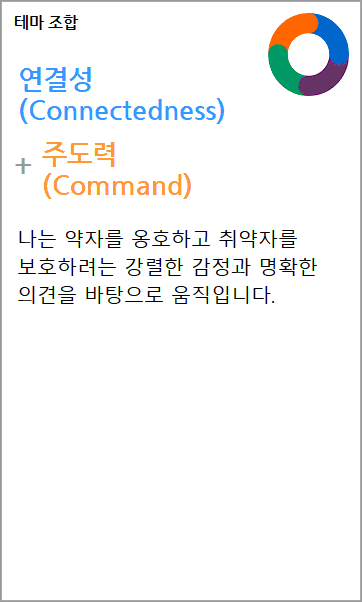 테마 조합
연결성
(Connectedness)
+ 주도력
(Command)
나는 약자를 옹호하고 취약자를
보호하려는 강렬한 감정과 명확한
의견을 바탕으로 움직입니다.